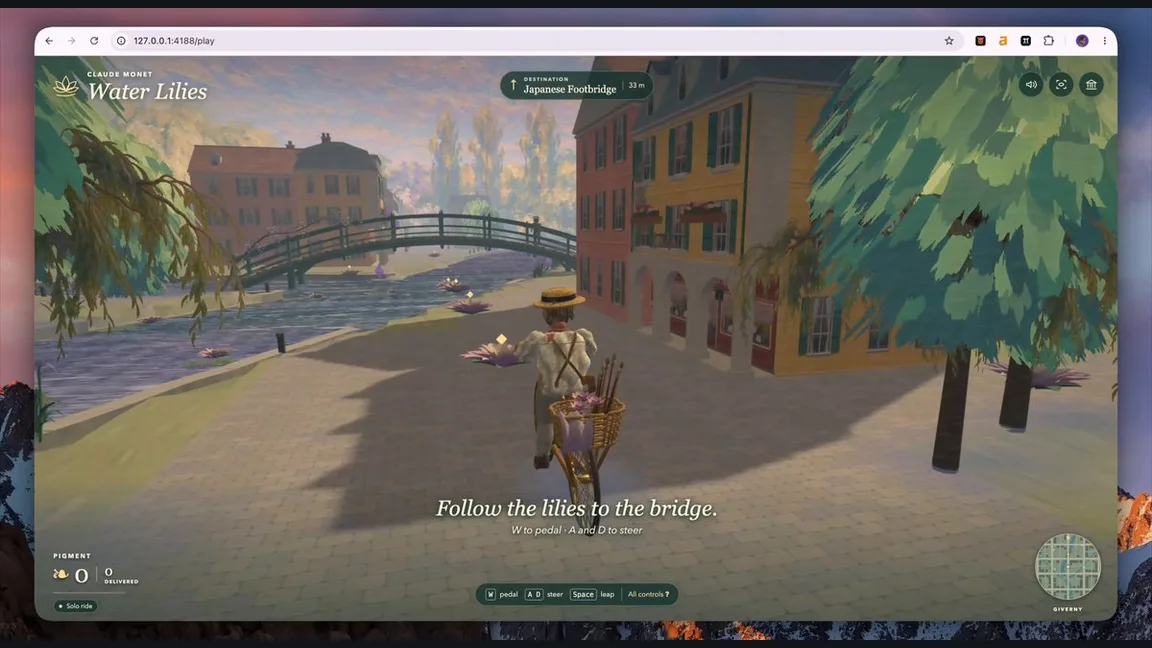 127.0.0.1:4188/play
CLAUDE MONET
Water Lilies
DESTINATION
Japanese Footbridge
33 m
Follow the lilies to the bridge.
W to pedal · A and D to steer
PIGMENT
0
0
DELIVERED
Solo ride
W pedal A D steer Space leap All controls ?
GIVERNY